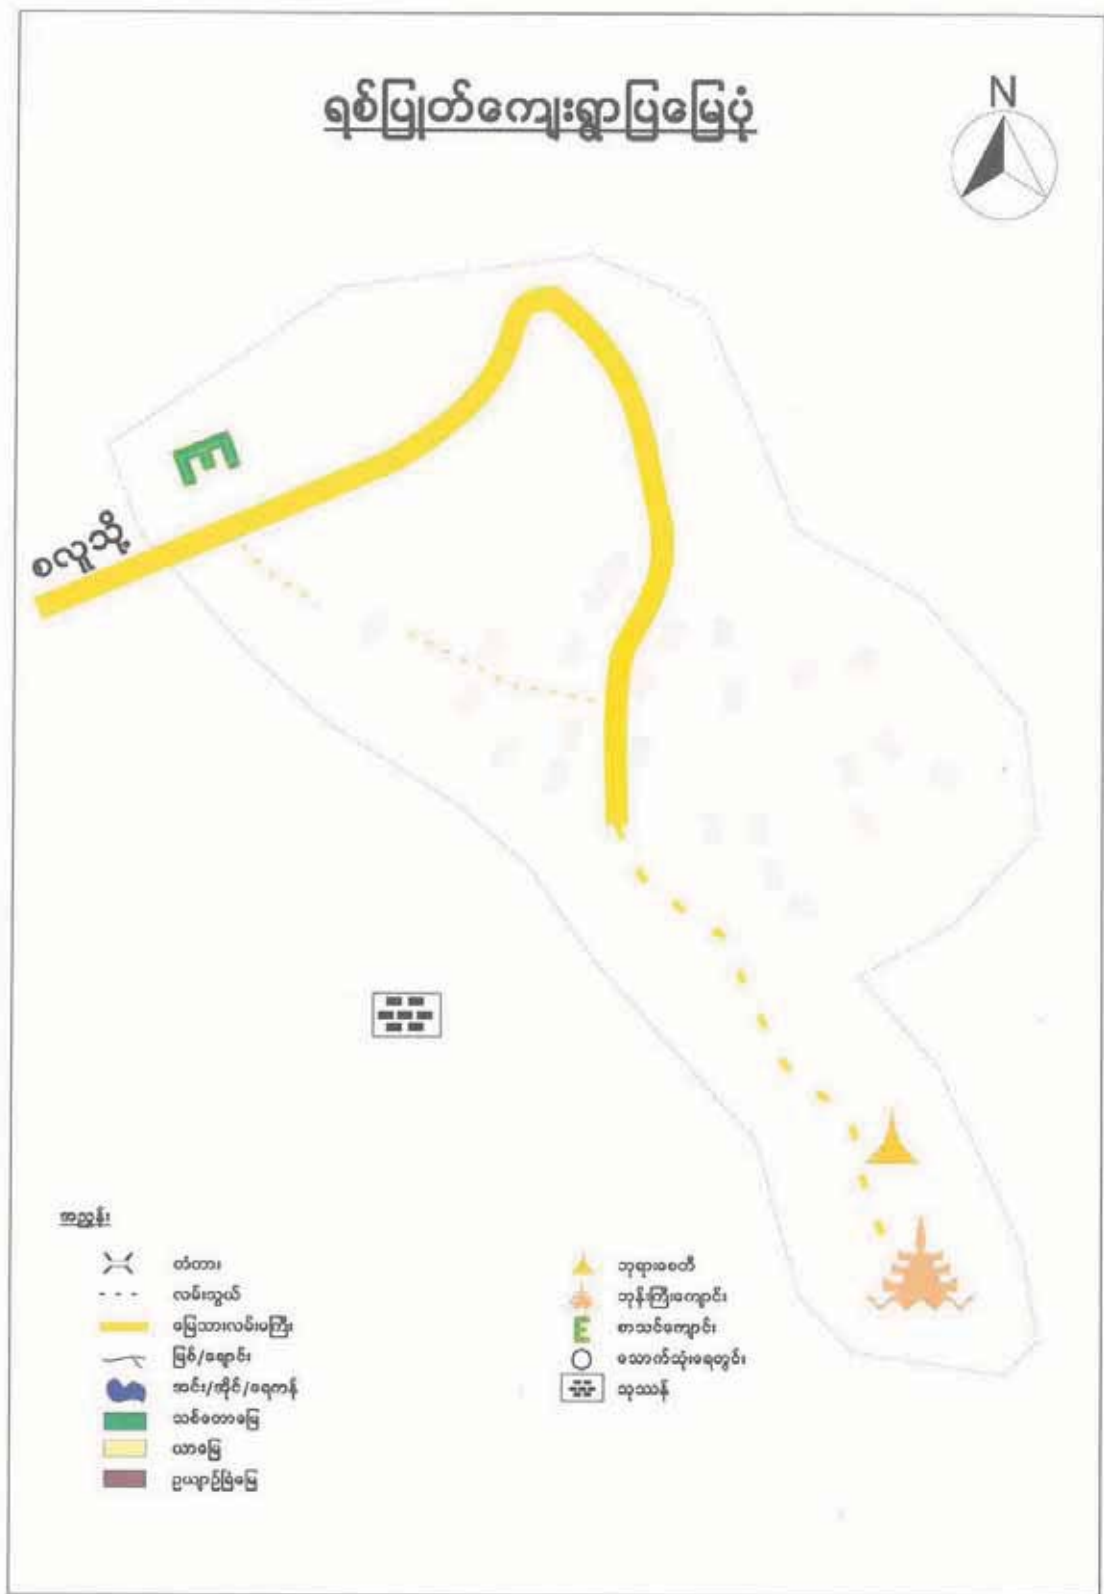 ရစ်ပြုတ်ကျေးရွာပြမြေပုံ
N
E
စလူသို့
အညွှန်း
တံတား
လမ်းသွယ်
မြေသားလမ်းမကြီး
မြစ်/ချောင်း
အင်း/အိုင်/ရေကန်
သစ်တောမြေ
ယာမြေ
ဥယျာဉ်ခြံမြေ
ဘုရားစေတီ
ဘုန်းကြီးကျောင်း
E စာသင်ကျောင်း
သောက်သုံးရေတွင်း
သုဿန်